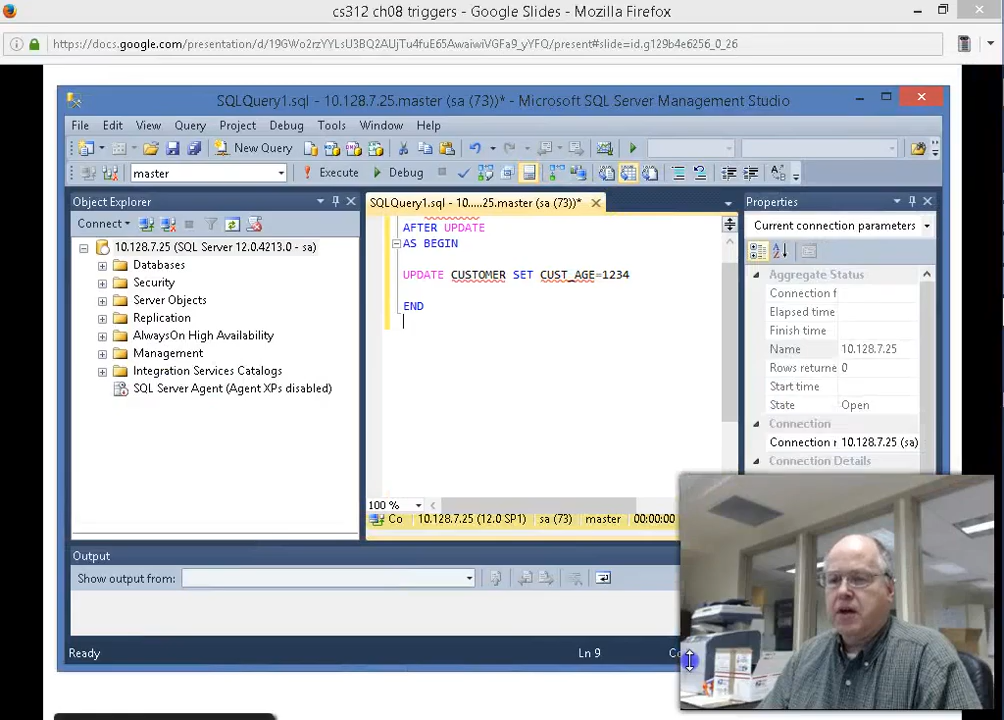 cs312 ch08 triggers - Google Slides - Mozilla Firefox
https://docs.google.com/presentation/d/19GWo2rzYYLsU3BQ2AUjTu4fuE65AwaiwiVGFa9_yYFQ/present#slide=id.g129b4e6256_0_26
SQLQuery1.sql - 10.128.7.25.master (sa (73))* - Microsoft SQL Server Management Studio
File Edit View Query Project Debug Tools Window Help
New Query
master Execute Debug
Object Explorer
SQLQuery1.sql - 10.....25.master (sa (73))*
Properties
Connect
10.128.7.25 (SQL Server 12.0.4213.0 - sa)
Databases
Security
Server Objects
Replication
AlwaysOn High Availability
Management
Integration Services Catalogs
SQL Server Agent (Agent XPs disabled)
AFTER UPDATE
AS BEGIN
UPDATE CUSTOMER SET CUST_AGE=1234
END
Current connection parameters
Aggregate Status
Connection f
Elapsed time
Finish time
Name 10.128.7.25
Rows returne 0
Start time
State Open
Connection
Connection r 10.128.7.25 (sa)
Connection Details
100 %
Co 10.128.7.25 (12.0 SP1) sa (73) master 00:00:00
Output
Show output from:
Ready Ln 9 Co